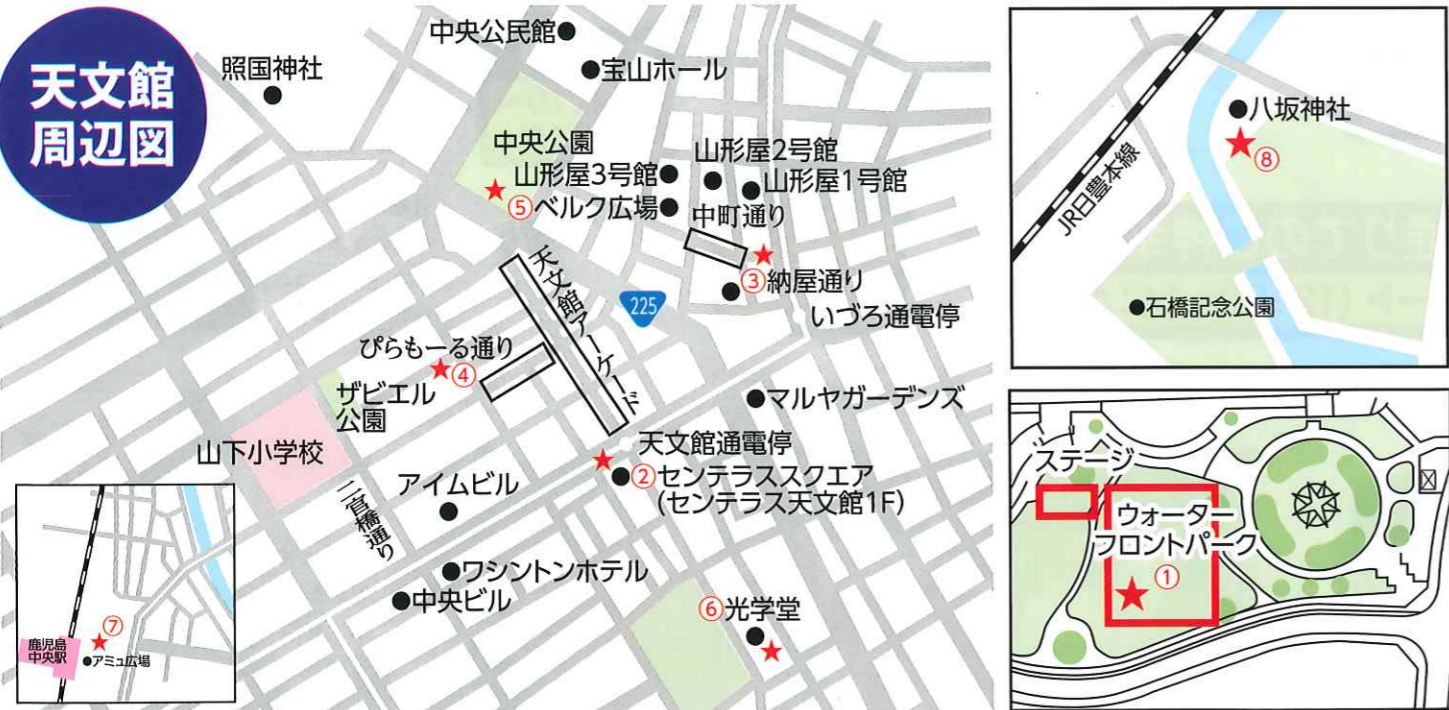 天文館
周辺図
照国神社
中央公民館
宝山ホール
中央公園
山形屋2号館
山形屋3号館
山形屋1号館
⑤ベルク広場
中町通り
③納屋通り
いづろ通電停
天文館アーケード
225
ぴらもーる通り
④
ザビエル
公園
マルヤガーデンズ
山下小学校
天文館通電停
②センテラススクエア
(センテラス天文館1F)
アイムビル
二官橋通り
ワシントンホテル
中央ビル
⑥光学堂
⑦
鹿児島
中央駅
アミュ広場
八坂神社
⑧
JR日豊本線
石橋記念公園
ステージ
ウォーター
フロントパーク
①